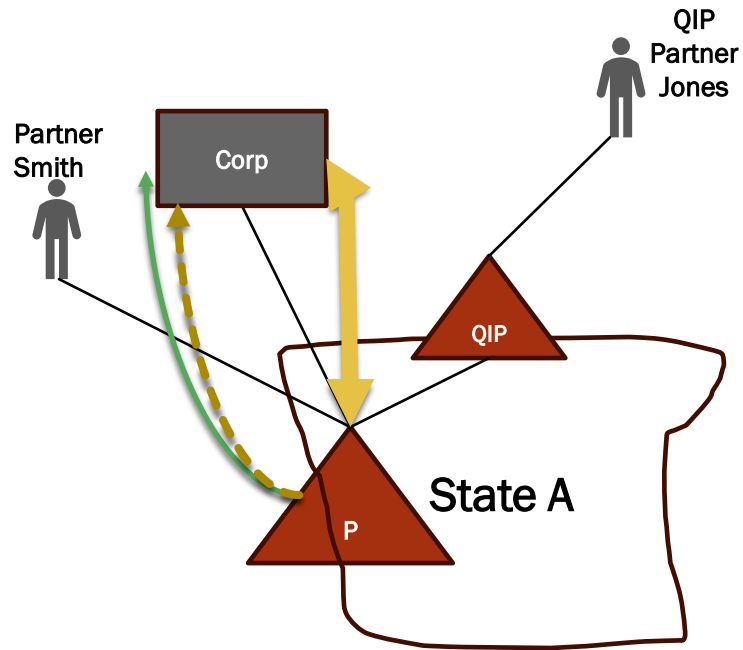 QIP
Partner
Jones
Partner
Smith
Corp
QIP
State A
P